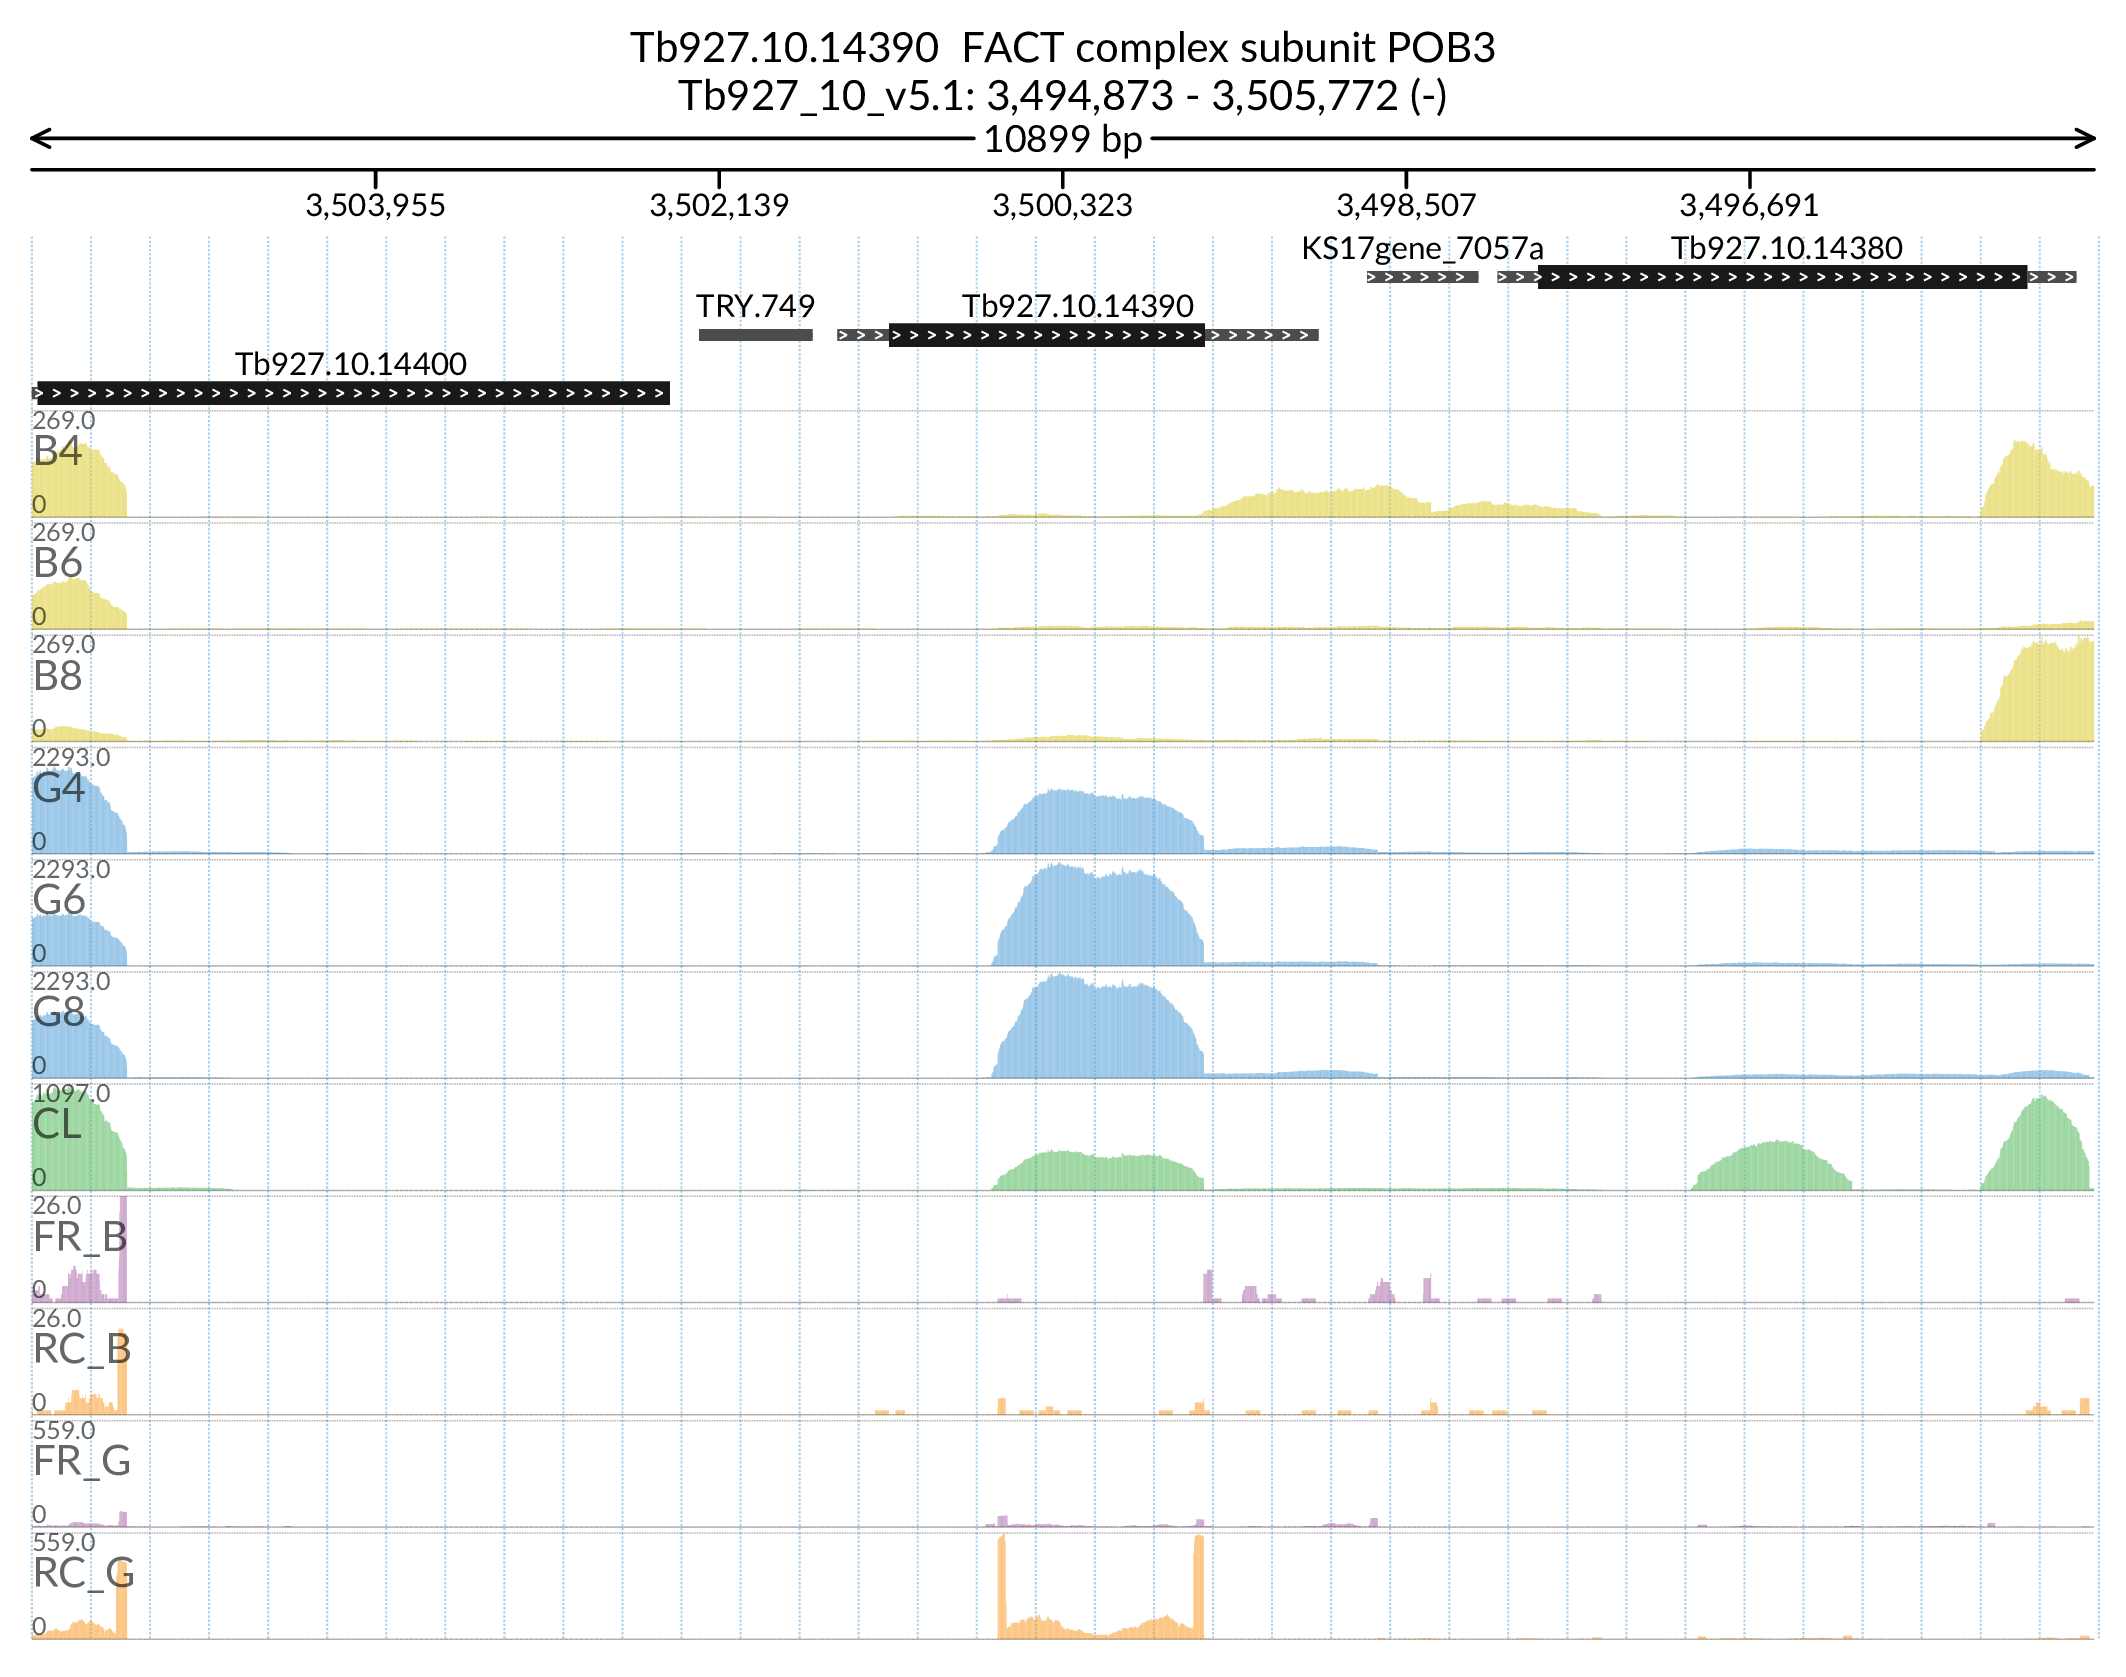 Tb927.10.14390  FACT complex subunit POB3
Tb927_10_v5.1: 3,494,873 - 3,505,772 (-)
10899 bp
3,503,955 3,502,139 3,500,323 3,498,507 3,496,691
KS17gene_7057a Tb927.10.14380
TRY.749 Tb927.10.14390
Tb927.10.14400
269.0
B4
0
269.0
B6
0
269.0
B8
0
2293.0
G4
0
2293.0
G6
0
2293.0
G8
0
1097.0
CL
0
26.0
FR_B
0
26.0
RC_B
0
559.0
FR_G
0
559.0
RC_G
0